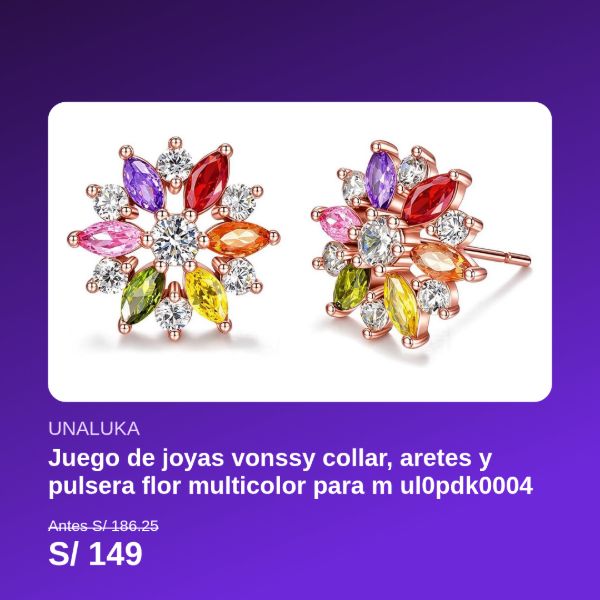 UNALUKA
Juego de joyas vonssy collar, aretes y
pulsera flor multicolor para m ul0pdk0004
Antes S/ 186.25
S/ 149